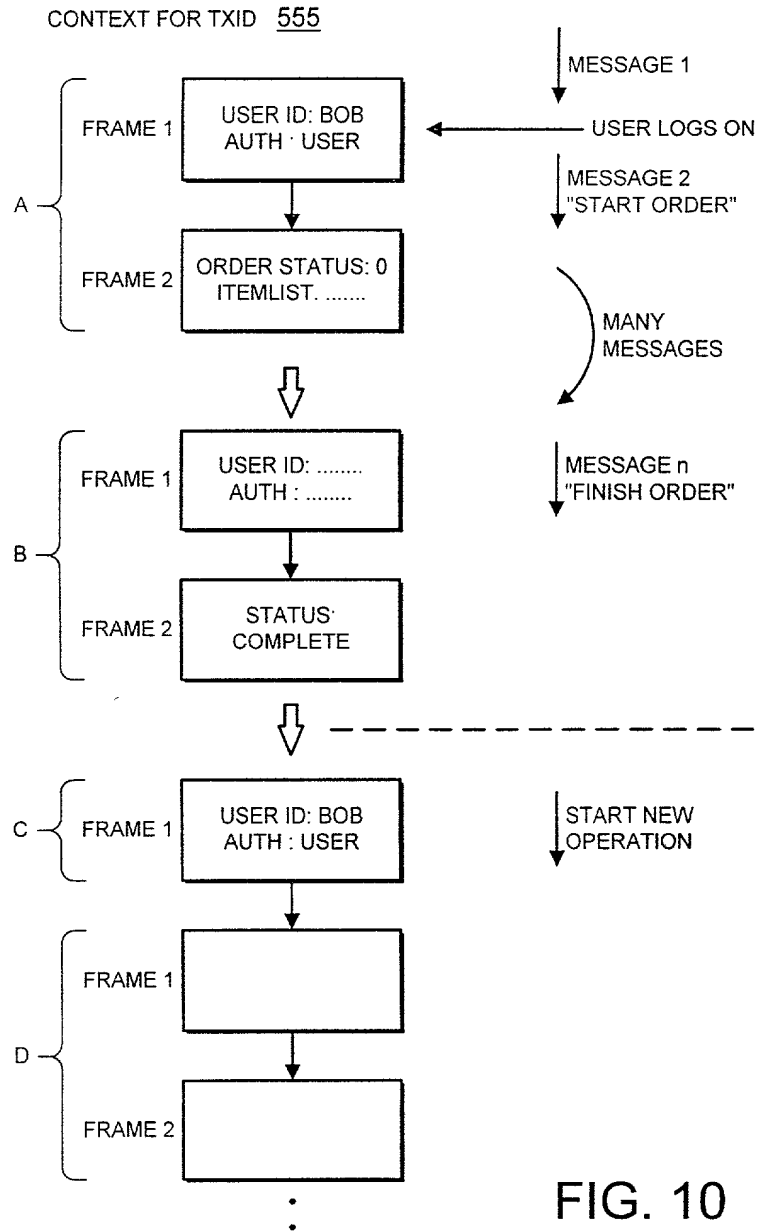 CONTEXT FOR TXID 555
MESSAGE 1
FRAME 1
USER ID: BOB
AUTH : USER
USER LOGS ON
A
MESSAGE 2
"START ORDER"
FRAME 2
ORDER STATUS: 0
ITEMLIST. .......
MANY
MESSAGES
FRAME 1
USER ID: ........
AUTH : ........
MESSAGE n
"FINISH ORDER"
B
FRAME 2
STATUS:
COMPLETE
C
FRAME 1
USER ID: BOB
AUTH : USER
START NEW
OPERATION
FRAME 1
D
FRAME 2
FIG. 10